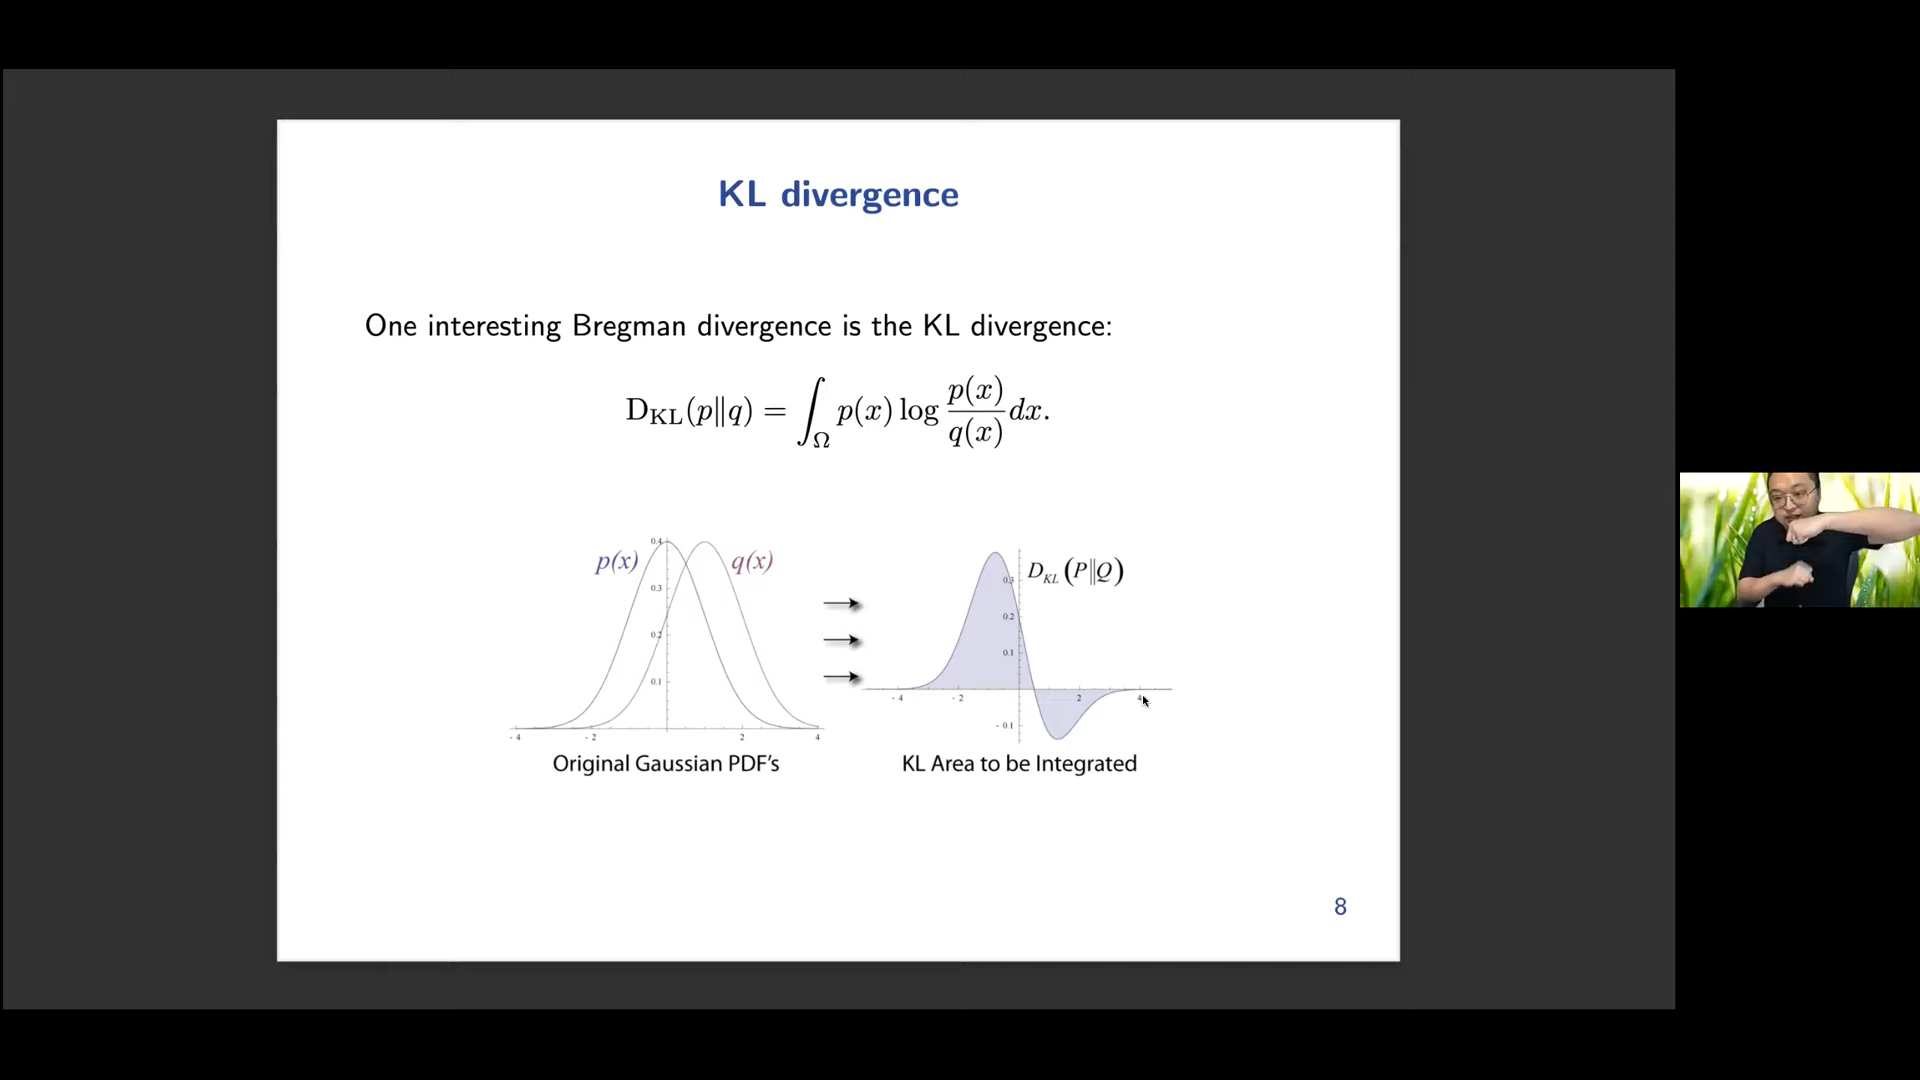 KL divergence
One interesting Bregman divergence is the KL divergence:
D_KL(p‖q) = ∫_Ω p(x) log p(x)/q(x) dx.
p(x)
q(x)
0.4
0.3
0.2
0.1
- 4
- 2
2
4
Original Gaussian PDF's
D_KL (P‖Q)
0.3
0.2
0.1
- 0.1
- 4
- 2
2
4
KL Area to be Integrated
8